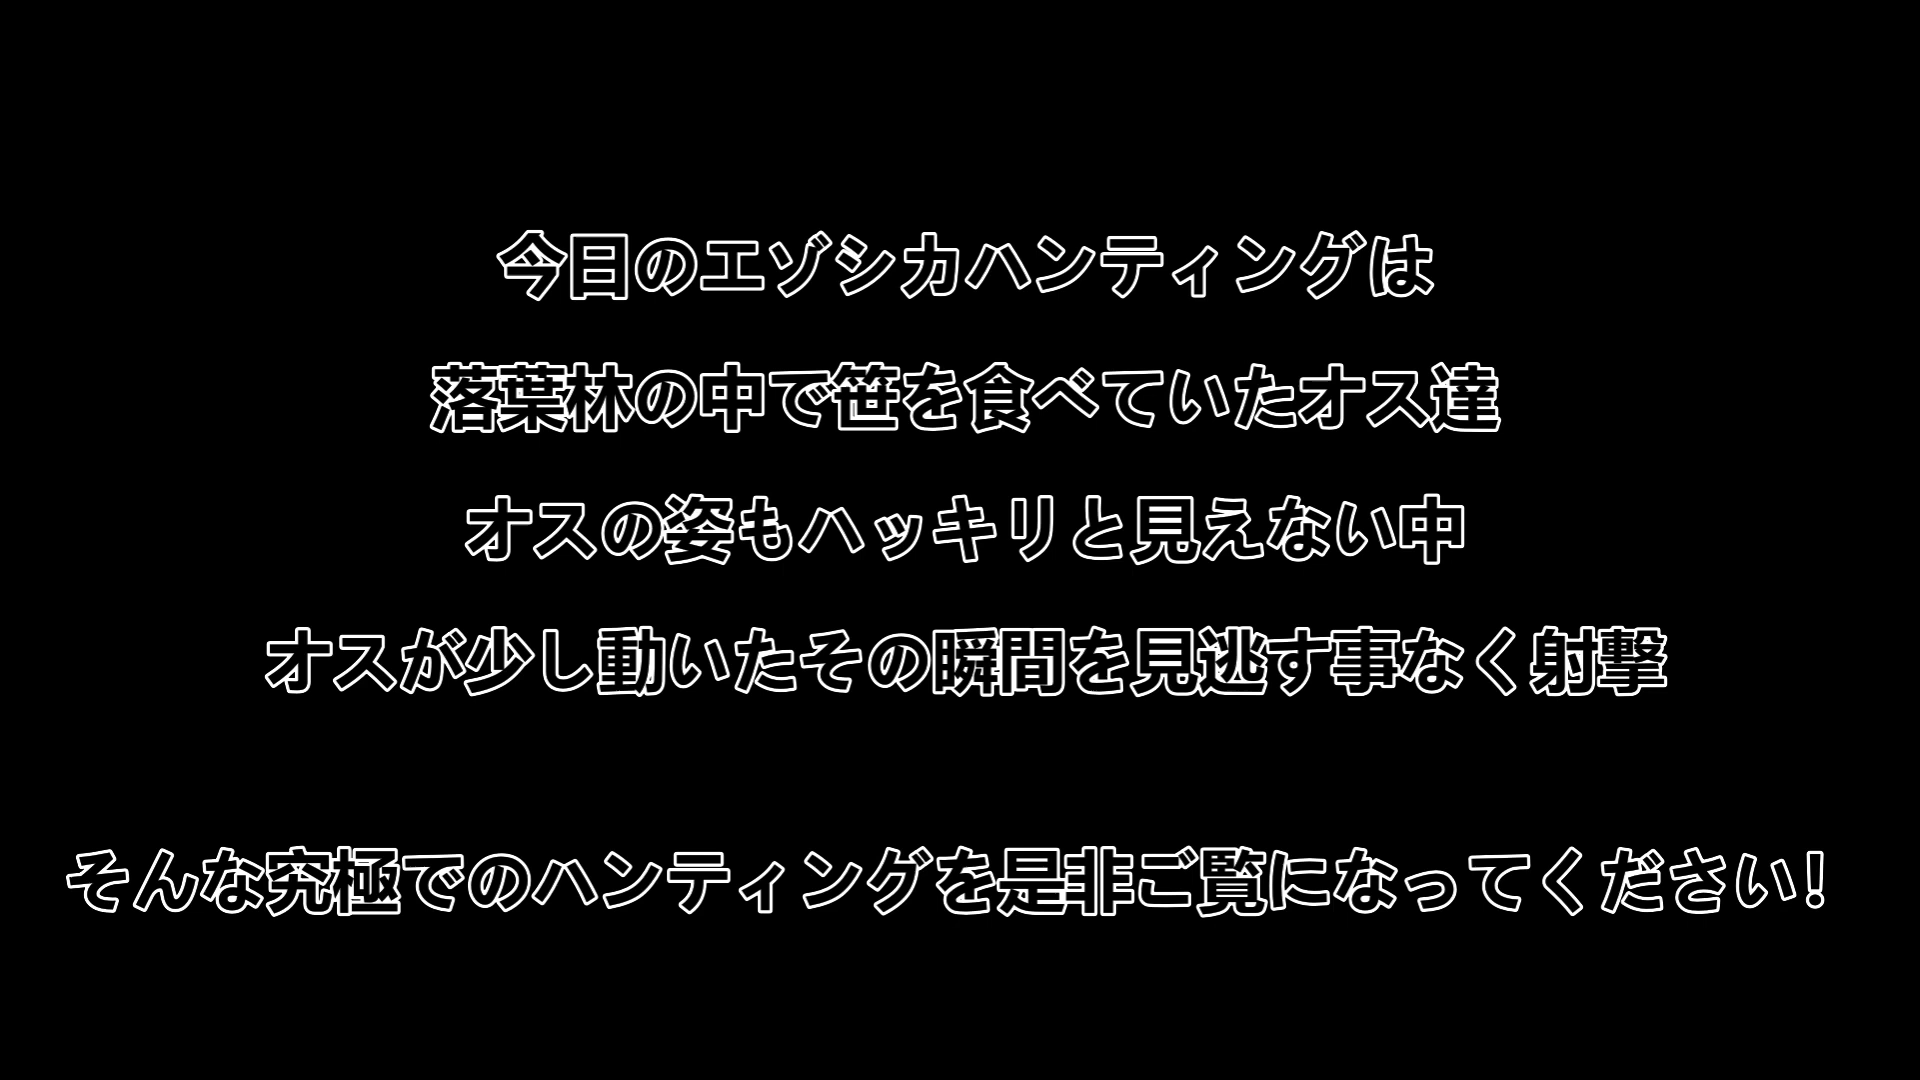 今日のエゾシカハンティングは
落葉林の中で笹を食べていたオス達
オスの姿もハッキリと見えない中
オスが少し動いたその瞬間を見逃す事なく射撃
そんな究極でのハンティングを是非ご覧になってください!